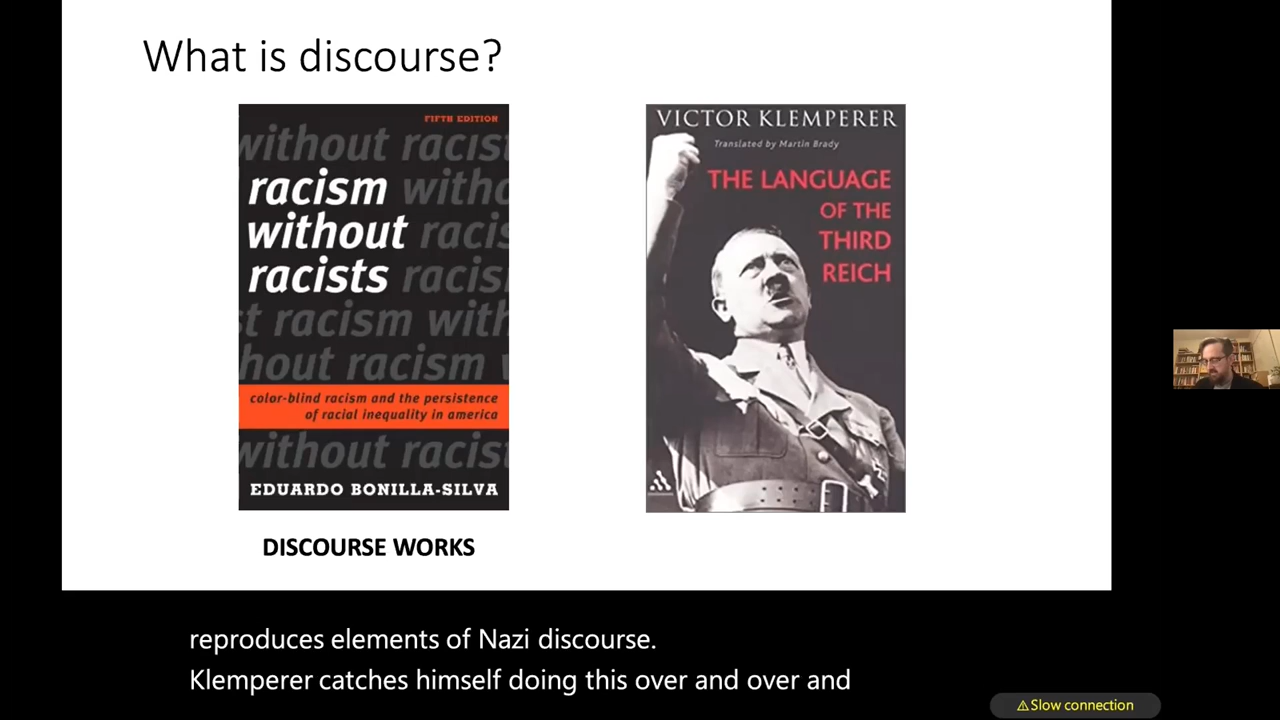 What is discourse?
FIFTH EDITION
without racist
racism witho
without racis
racists racis
st racism with
hout racism w
color-blind racism and the persistence
of racial inequality in america
without racist
EDUARDO BONILLA-SILVA
DISCOURSE WORKS
VICTOR KLEMPERER
Translated by Martin Brady
THE LANGUAGE
OF THE
THIRD
REICH
reproduces elements of Nazi discourse.
Klemperer catches himself doing this over and over and
⚠Slow connection